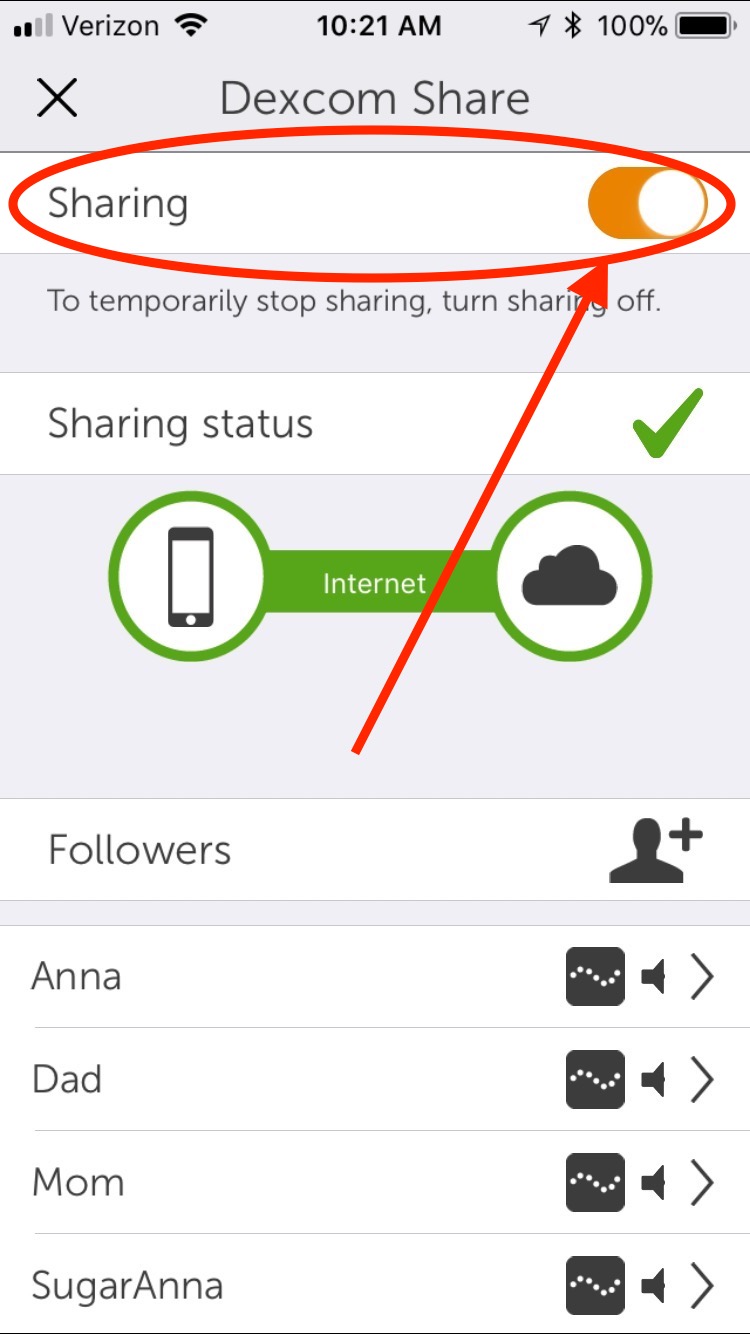 Verizon 10:21 AM 100%
Dexcom Share
Sharing
To temporarily stop sharing, turn sharing off.
Sharing status
Internet
Followers
Anna
Dad
Mom
SugarAnna